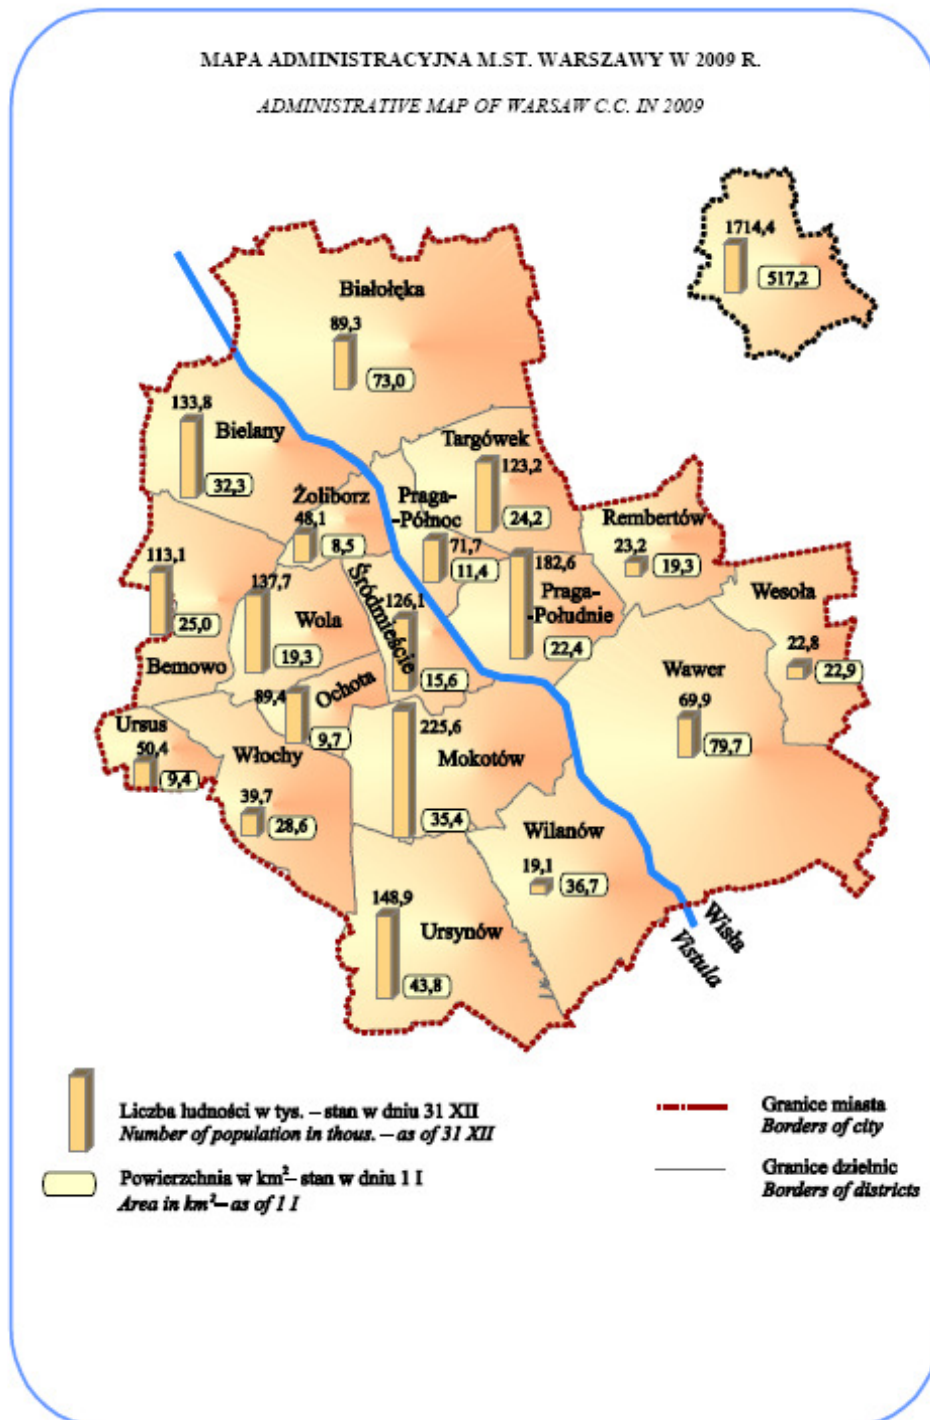 MAPA ADMINISTRACYJNA M.ST. WARSZAWY W 2009 R.
ADMINISTRATIVE MAP OF WARSAW C.C. IN 2009
1714,4
517,2
Białołęka
89,3
73,0
133,8
Bielany
32,3
Targówek
123,2
24,2
Żoliborz
48,1
8,5
Praga-
-Północ
71,7
11,4
Rembertów
23,2
19,3
113,1
25,0
Bemowo
137,7
Wola
19,3
Śródmieście
126,1
15,6
182,6
Praga-
-Południe
22,4
Wesoła
22,8
22,9
Wawer
69,9
79,7
Ochota
89,4
9,7
Ursus
50,4
9,4
Włochy
39,7
28,6
225,6
Mokotów
35,4
Wilanów
19,1
36,7
148,9
Ursynów
43,8
Wisła
Vistula
Liczba ludności w tys. – stan w dniu 31 XII
Number of population in thous. – as of 31 XII
Powierzchnia w km²– stan w dniu 1 I
Area in km²– as of 1 I
Granice miasta
Borders of city
Granice dzielnic
Borders of districts